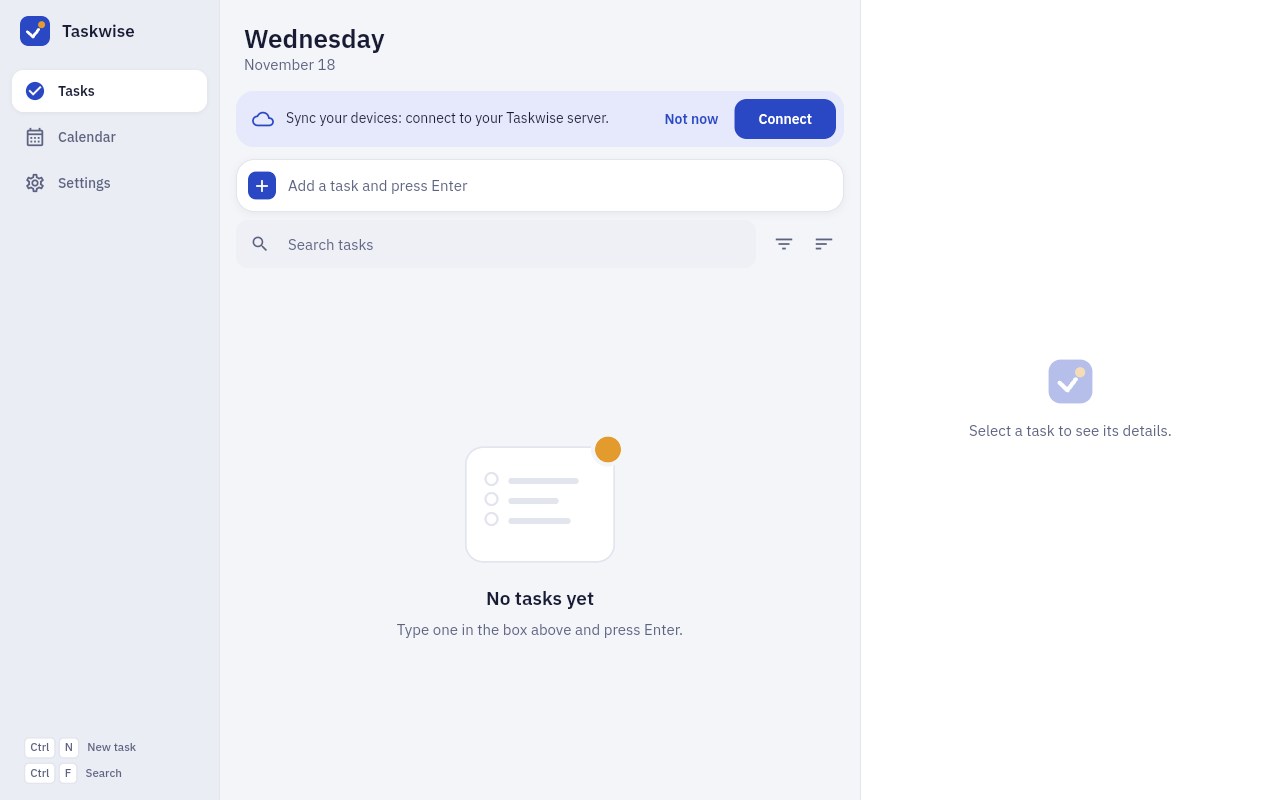 Taskwise
Tasks
Calendar
Settings
Ctrl N New task
Ctrl F Search
Wednesday
November 18
Sync your devices: connect to your Taskwise server.
Not now
Connect
Add a task and press Enter
Search tasks
No tasks yet
Type one in the box above and press Enter.
Select a task to see its details.